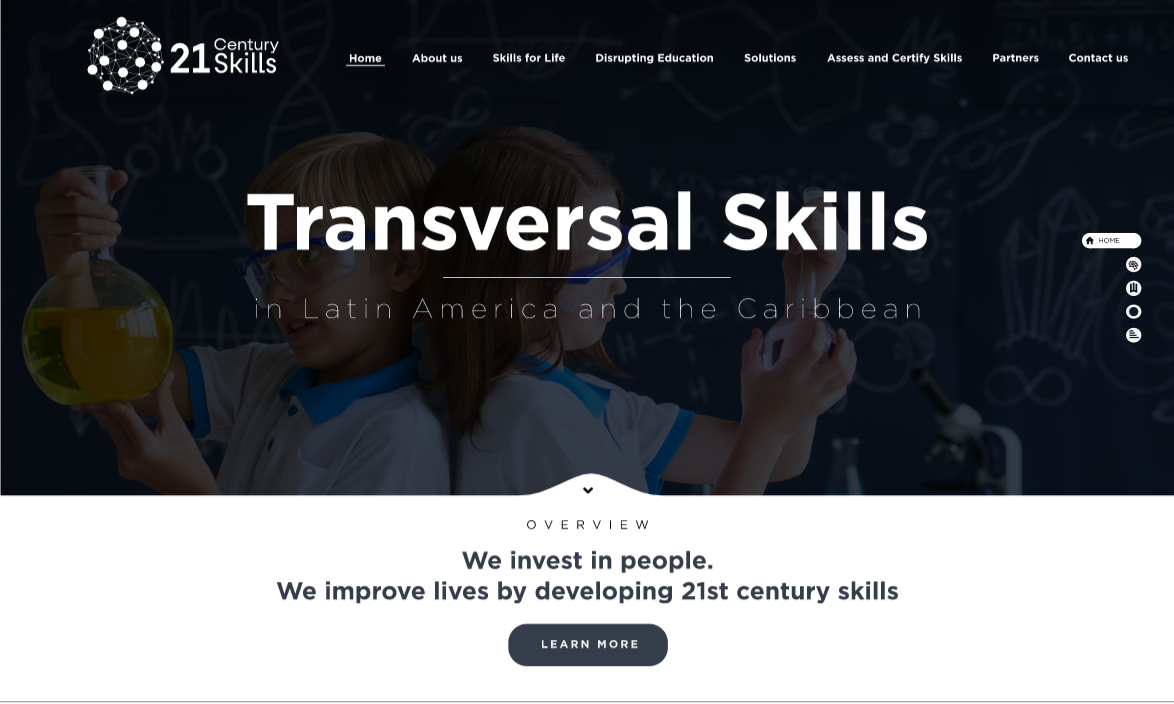 21 Century Skills
Home
About us
Skills for Life
Disrupting Education
Solutions
Assess and Certify Skills
Partners
Contact us
Transversal Skills
in Latin America and the Caribbean
HOME
OVERVIEW
We invest in people.
We improve lives by developing 21st century skills
LEARN MORE